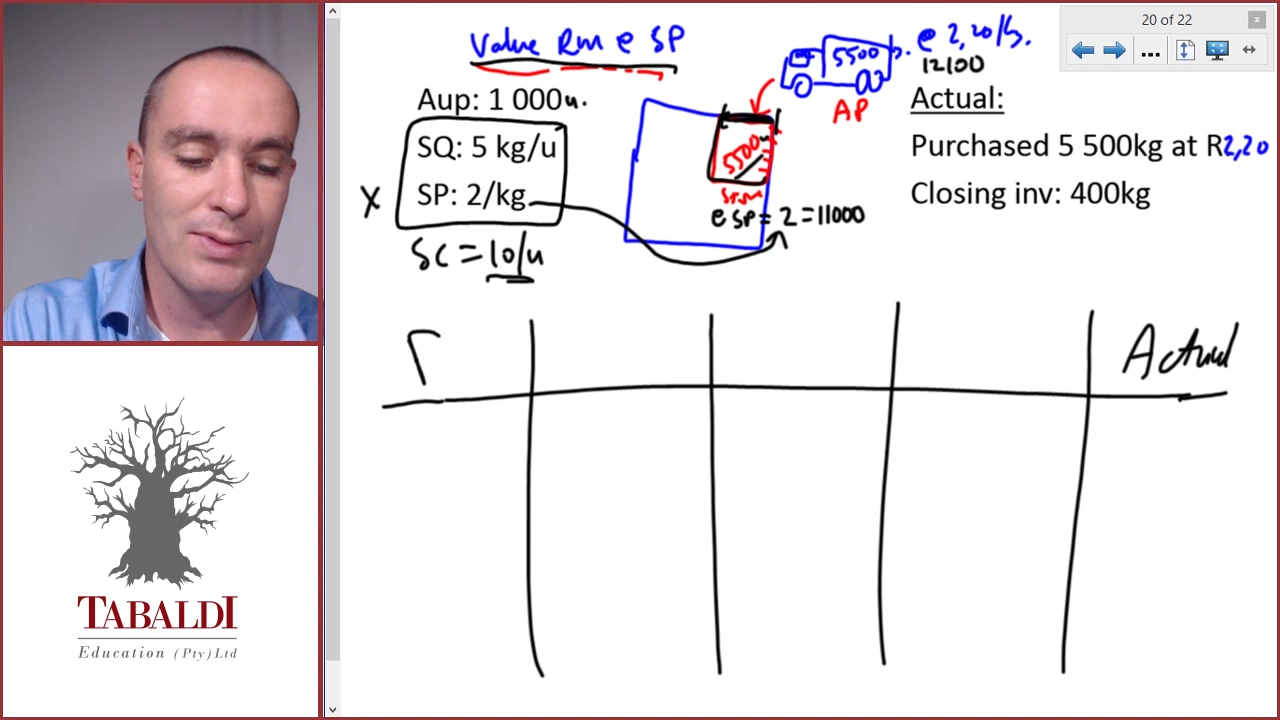 20 of 22
Value Rm @ SP
5500
@ 2,20/kg.
12100
AP
Aup: 1 000u.
SQ: 5 kg/u
SP: 2/kg
X
SC = 10/u
5500
@ SP = 2 = 11000
Actual:
Purchased 5 500kg at R2,20
Closing inv: 400kg
Actual
TABALDI
Education (Pty) Ltd